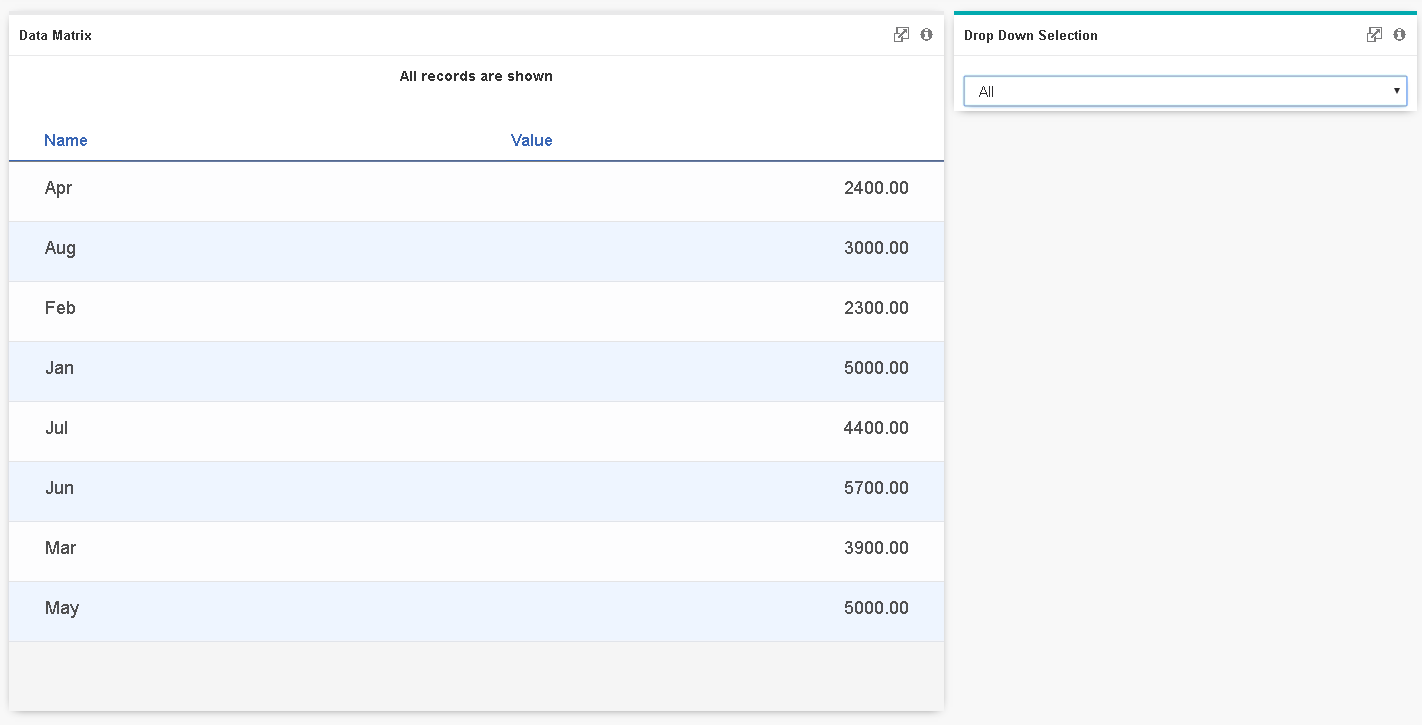 Data Matrix
All records are shown
Name Value
Apr 2400.00
Aug 3000.00
Feb 2300.00
Jan 5000.00
Jul 4400.00
Jun 5700.00
Mar 3900.00
May 5000.00
Drop Down Selection
All